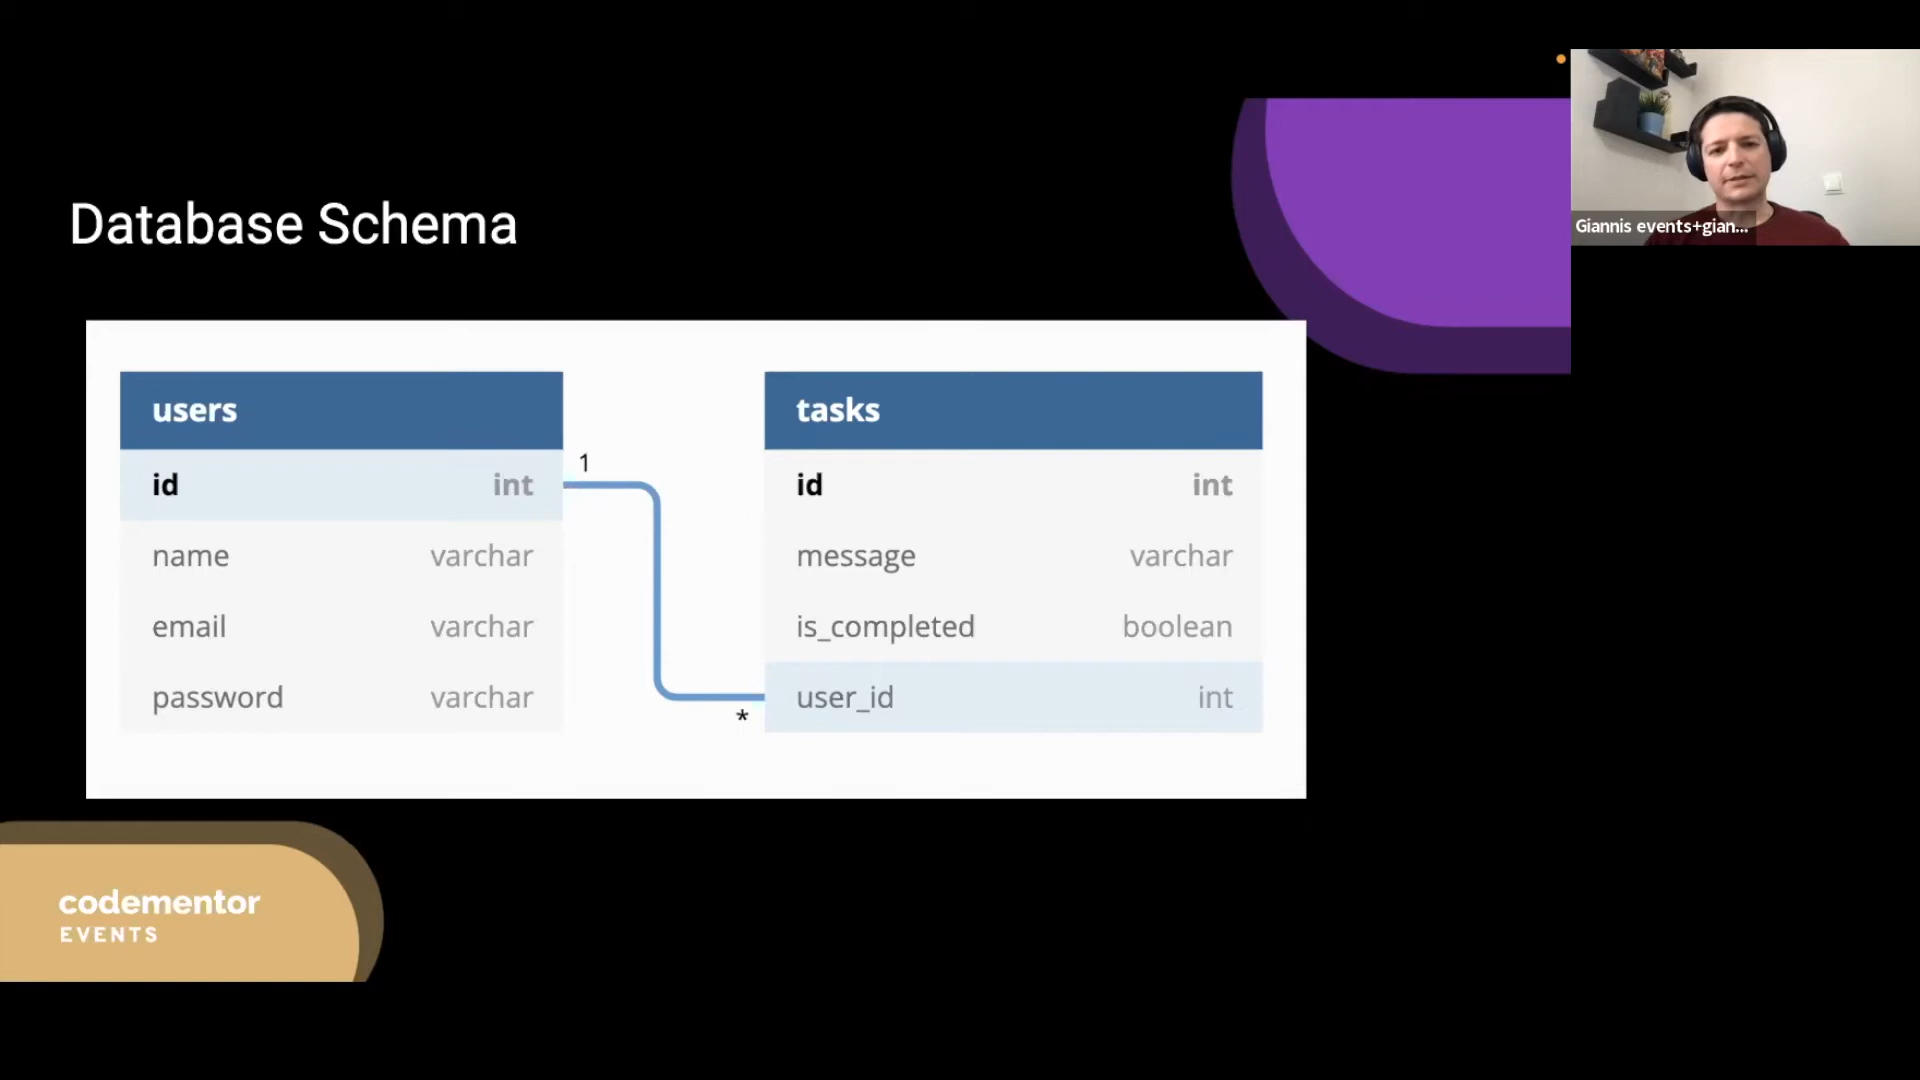 Giannis events+gian...
Database Schema
users
id int
name varchar
email varchar
password varchar
1
*
tasks
id int
message varchar
is_completed boolean
user_id int
codementor
EVENTS